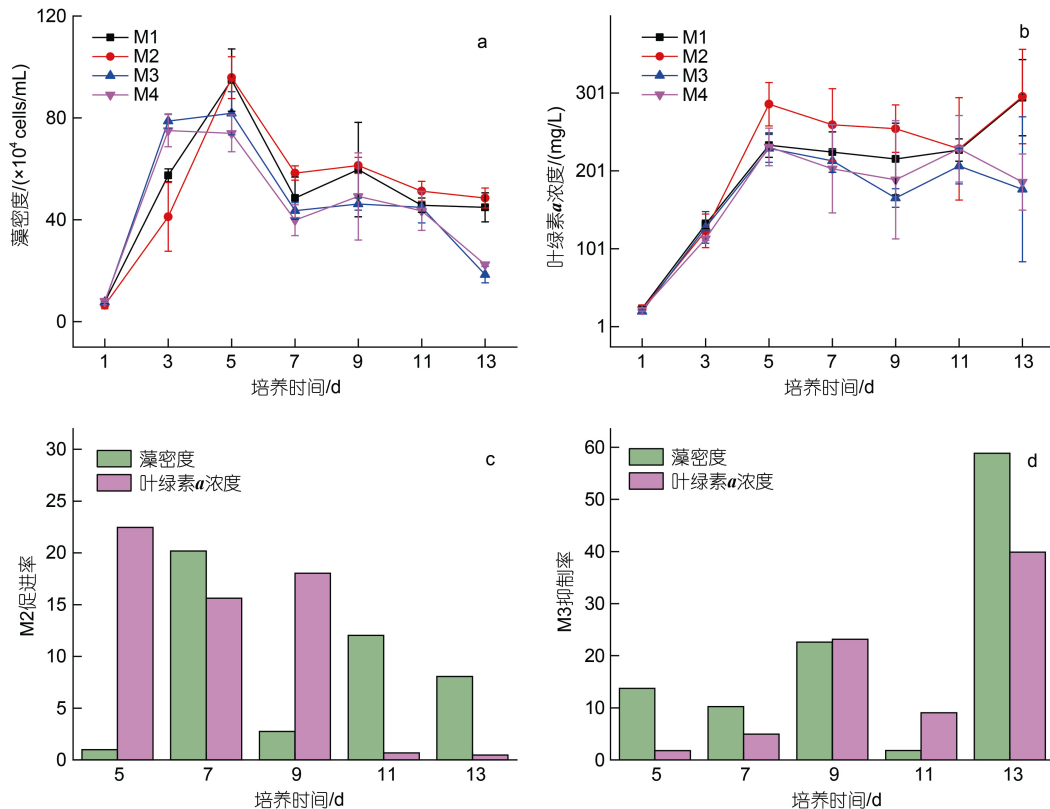 120
80
40
0
藻密度/(×10⁴ cells/mL)
M1
M2
M3
M4
a
1 3 5 7 9 11 13
培养时间/d
301
201
101
1
叶绿素a浓度/(mg/L)
M1
M2
M3
M4
b
1 3 5 7 9 11 13
培养时间/d
30
25
20
15
10
5
0
M2促进率
藻密度
叶绿素a浓度
c
5 7 9 11 13
培养时间/d
60
50
40
30
20
10
0
M3抑制率
藻密度
叶绿素a浓度
d
5 7 9 11 13
培养时间/d